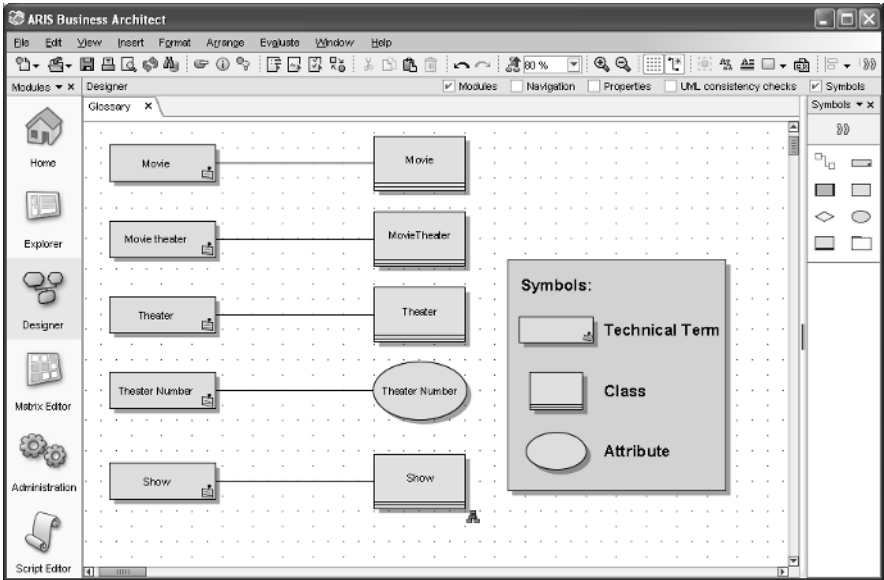 ARIS Business Architect
File Edit View Insert Format Arrange Evaluate Window Help
80 %
Modules Designer Modules Navigation Properties UML consistency checks Symbols
Glossary Symbols
Home
Explorer
Designer
Matrix Editor
Administration
Script Editor
Movie Movie
Movie theater MovieTheater
Theater Theater
Theater Number Theater Number
Show Show
Symbols:
Technical Term
Class
Attribute